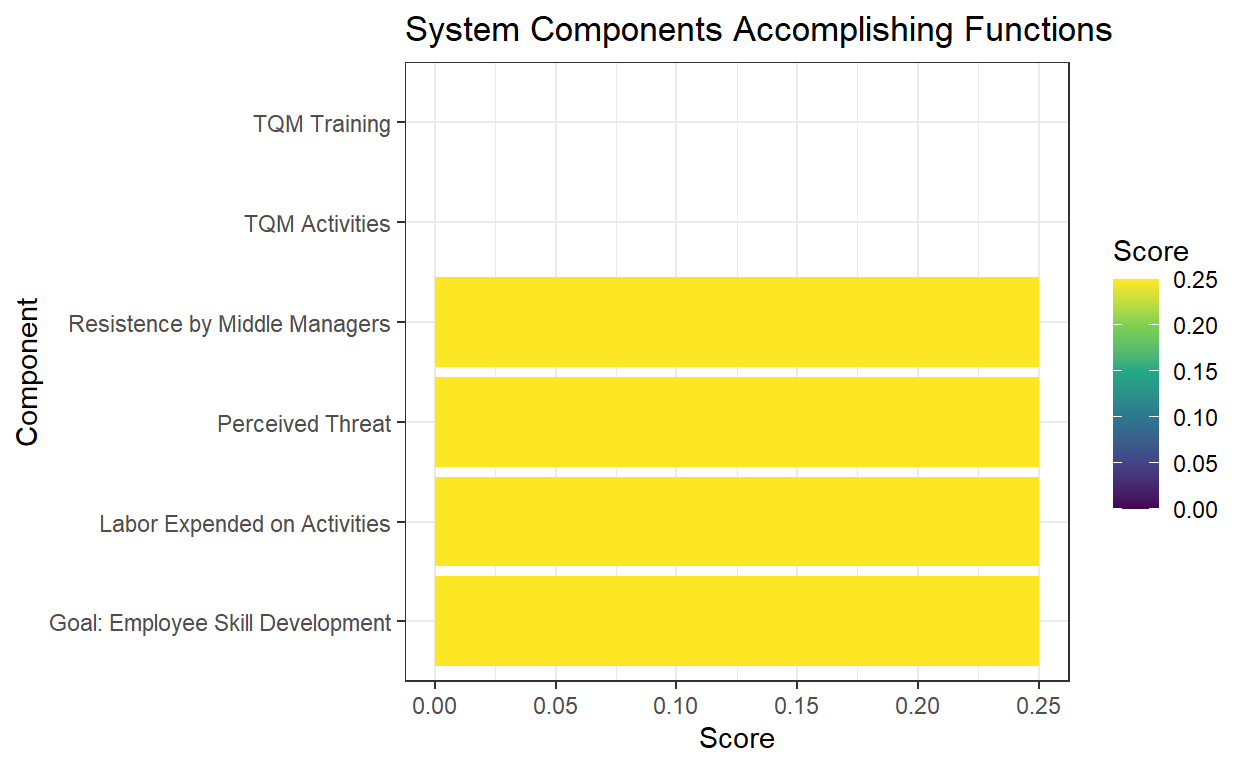 System Components Accomplishing Functions
TQM Training
TQM Activities
Resistence by Middle Managers
Perceived Threat
Labor Expended on Activities
Goal: Employee Skill Development
Component
0.00 0.05 0.10 0.15 0.20 0.25
Score
Score
0.25
0.20
0.15
0.10
0.05
0.00